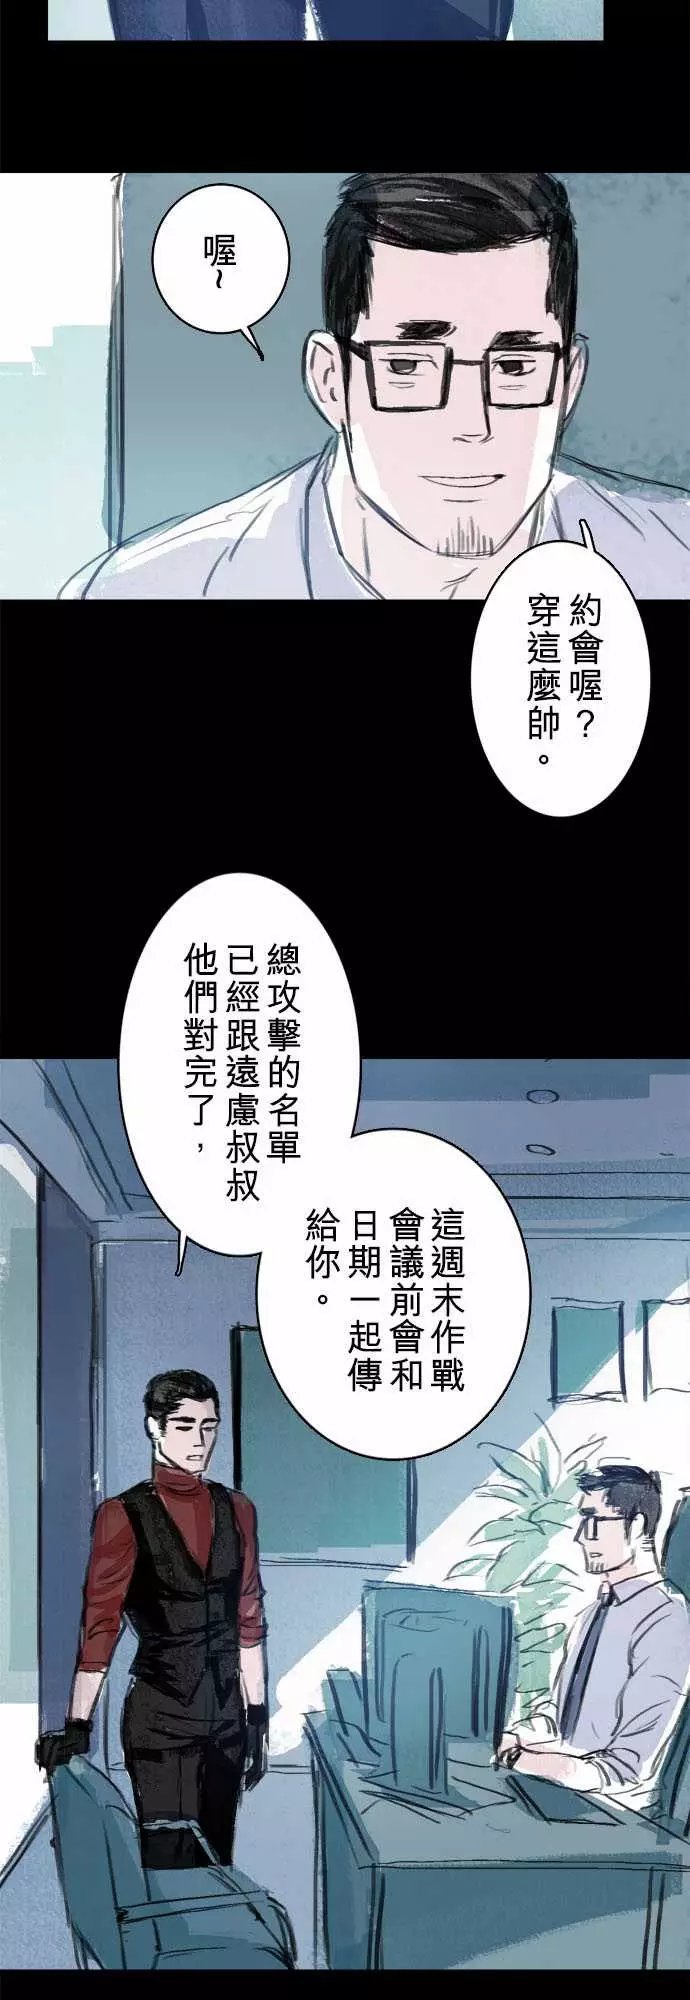 喔~
約會喔？
穿這麼帥。
總攻擊的名單
已經跟遠慮叔叔
他們對完了，
這週末作戰
會議前會和
日期一起傳
給你。